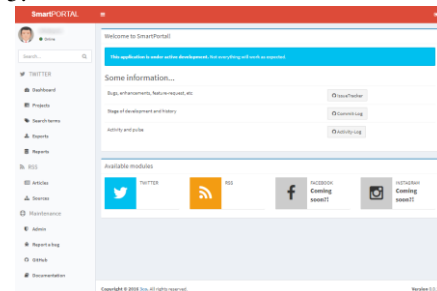 SmartPORTAL
Online
Search...
TWITTER
Dashboard
Projects
Search terms
Exports
Reports
RSS
Articles
Sources
Maintenance
Admin
Report a bug
GitHub
Documentation
Welcome to SmartPortal!
This application is under active development. Not everything will work as expected.
Some information...
Bugs, enhancements, feature request, etc
IssueTracker
Stage of development and history
Commit Log
Activity and pulse
Activity Log
Available modules
TWITTER
RSS
FACEBOOK
Coming
soon!!
INSTAGRAM
Coming
soon!!
Copyright © 2015 All rights reserved.
Version